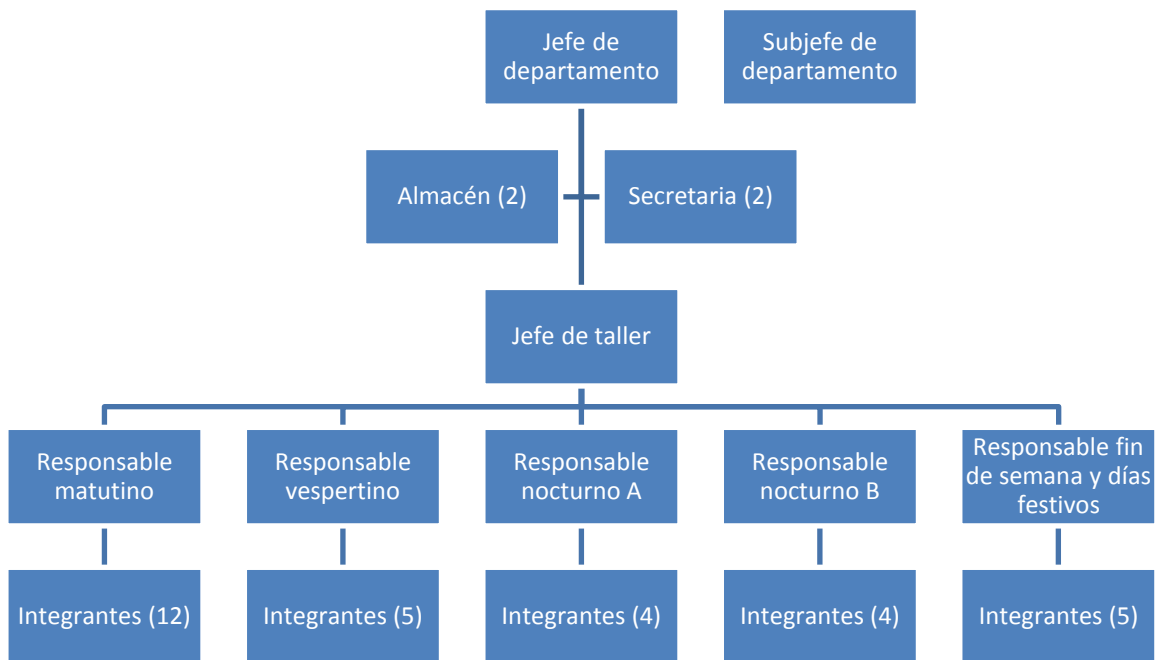 Jefe de
departamento
Subjefe de
departamento
Almacén (2)
Secretaria (2)
Jefe de taller
Responsable
matutino
Responsable
vespertino
Responsable
nocturno A
Responsable
nocturno B
Responsable fin
de semana y días
festivos
Integrantes (12)
Integrantes (5)
Integrantes (4)
Integrantes (4)
Integrantes (5)